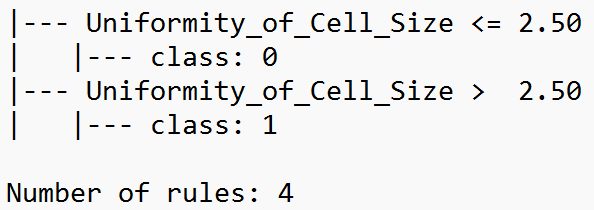 |--- Uniformity_of_Cell_Size <= 2.50
|   |--- class: 0
|--- Uniformity_of_Cell_Size >  2.50
|   |--- class: 1
Number of rules: 4